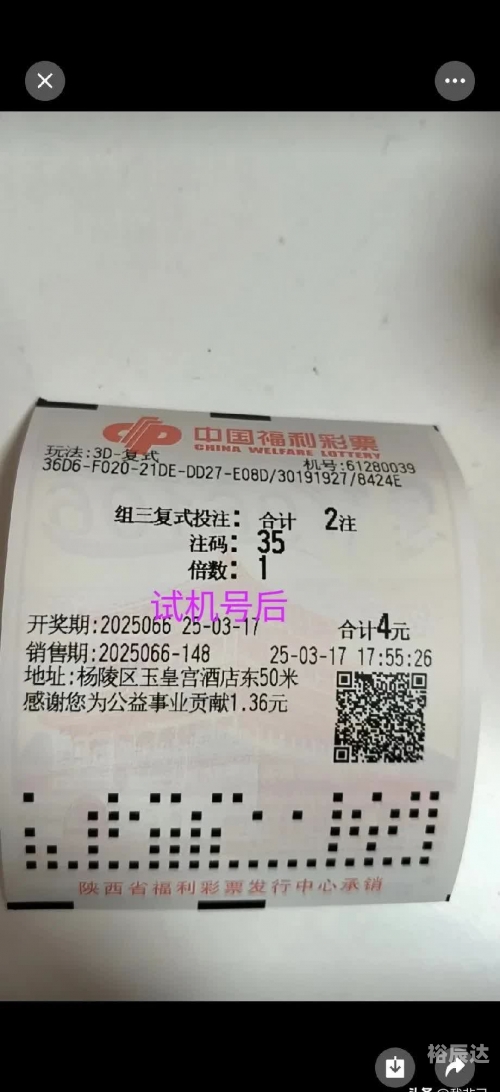 中国福利彩票
CHINA WELFARE LOTTERY
玩法:3D-复式
机号:61280039
36D6-F020-21DE-DD27-E08D/30191927/8424E
组三复式投注: 合计 2注
注码: 35
倍数: 1
试机号后
开奖期:2025066 25-03-17 合计4元
销售期:2025066-148 25-03-17 17:55:26
地址:杨陵区玉皇宫酒店东50米
感谢您为公益事业贡献1.36元
陕西省福利彩票发行中心承销
裕辰达